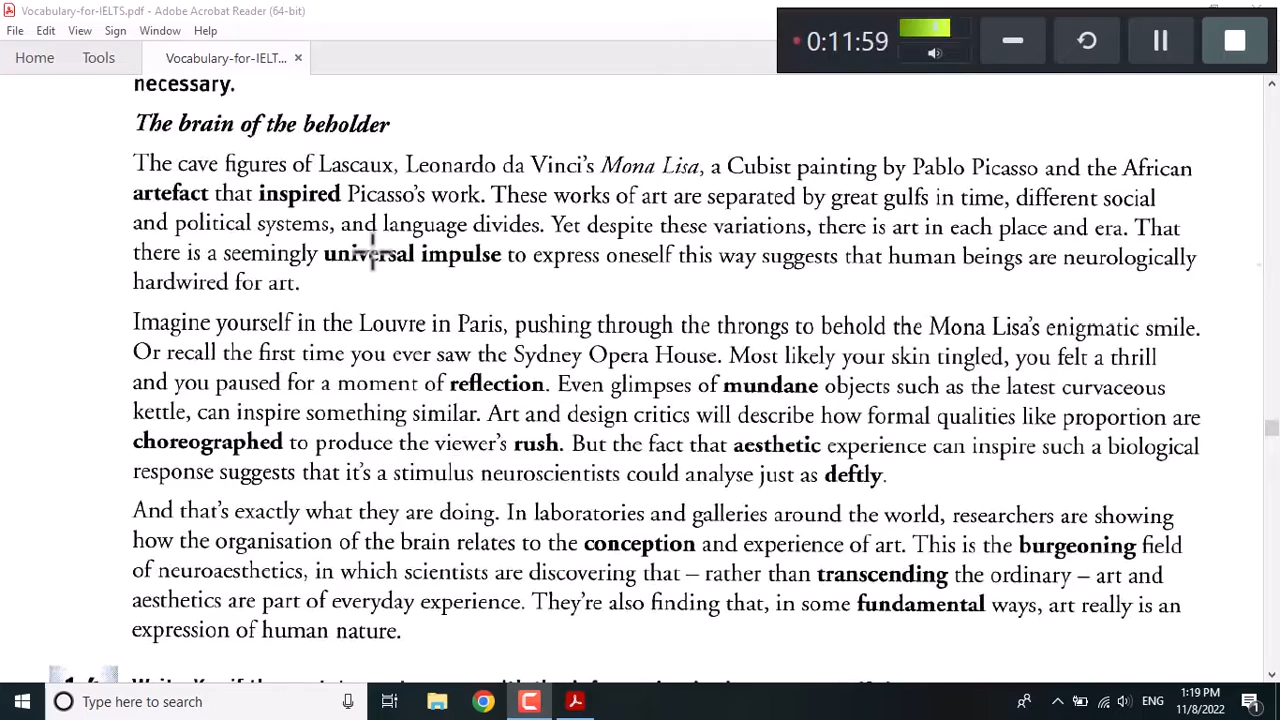 Vocabulary-for-IELTS.pdf - Adobe Acrobat Reader (64-bit)
File Edit View Sign Window Help
0:11:59
Home Tools Vocabulary-for-IELT... ×
necessary.
The brain of the beholder
The cave figures of Lascaux, Leonardo da Vinci's Mona Lisa, a Cubist painting by Pablo Picasso and the African
artefact that inspired Picasso's work. These works of art are separated by great gulfs in time, different social
and political systems, and language divides. Yet despite these variations, there is art in each place and era. That
there is a seemingly universal impulse to express oneself this way suggests that human beings are neurologically
hardwired for art.
Imagine yourself in the Louvre in Paris, pushing through the throngs to behold the Mona Lisa's enigmatic smile.
Or recall the first time you ever saw the Sydney Opera House. Most likely your skin tingled, you felt a thrill
and you paused for a moment of reflection. Even glimpses of mundane objects such as the latest curvaceous
kettle, can inspire something similar. Art and design critics will describe how formal qualities like proportion are
choreographed to produce the viewer's rush. But the fact that aesthetic experience can inspire such a biological
response suggests that it's a stimulus neuroscientists could analyse just as deftly.
And that's exactly what they are doing. In laboratories and galleries around the world, researchers are showing
how the organisation of the brain relates to the conception and experience of art. This is the burgeoning field
of neuroaesthetics, in which scientists are discovering that – rather than transcending the ordinary – art and
aesthetics are part of everyday experience. They're also finding that, in some fundamental ways, art really is an
expression of human nature.
Type here to search
ENG
1:19 PM
11/8/2022